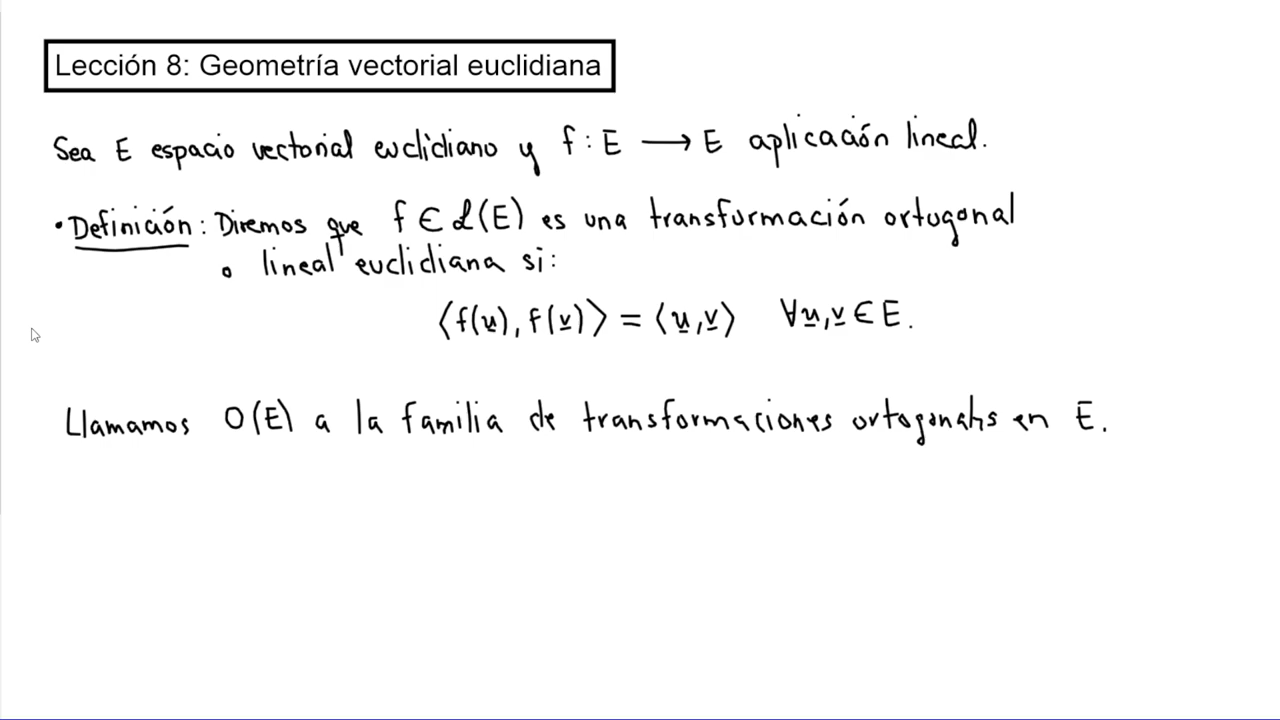 Lección 8: Geometría vectorial euclidiana
Sea E espacio vectorial euclidiano y f : E ⟶ E aplicación lineal.
• Definición : Diremos que f ∈ ℒ(E) es una transformación ortogonal
o lineal euclidiana si:
⟨f(u), f(v)⟩ = ⟨u, v⟩ ∀u, v ∈ E.
Llamamos O(E) a la familia de transformaciones ortogonales en E.